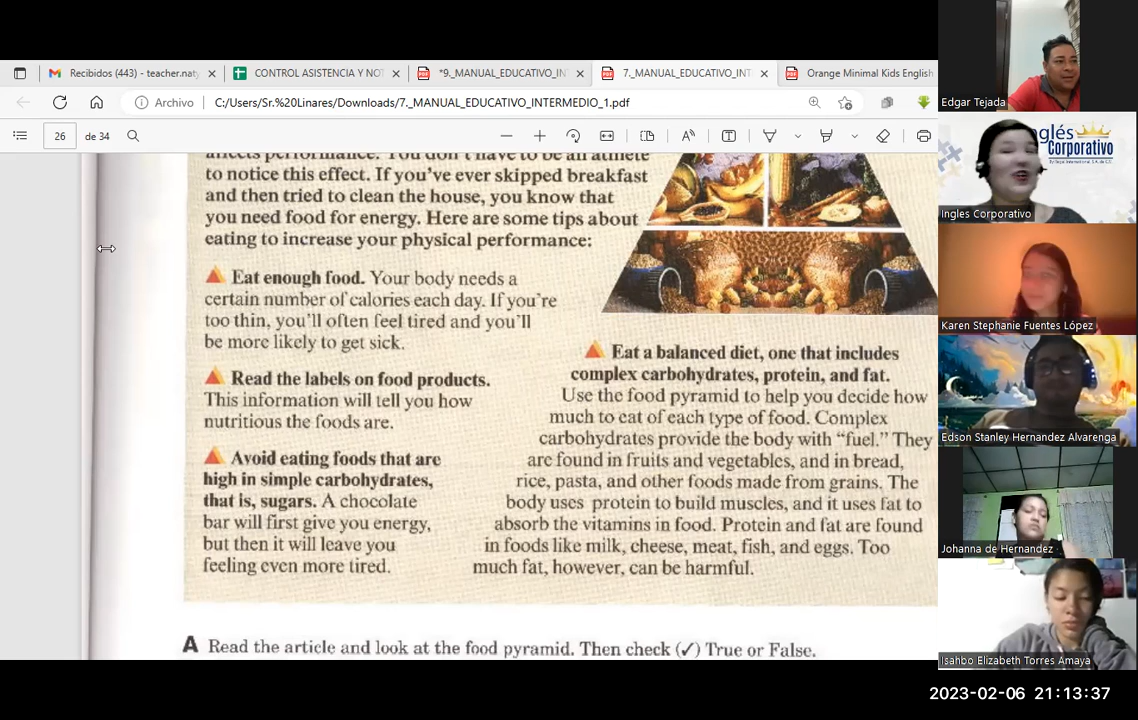 Recibidos (443) - teacher.naty
CONTROL ASISTENCIA Y NOT
*9._MANUAL_EDUCATIVO_IN
7._MANUAL_EDUCATIVO_INT
Orange Minimal Kids English
Archivo
C:/Users/Sr.%20Linares/Downloads/7._MANUAL_EDUCATIVO_INTERMEDIO_1.pdf
26
de 34
affects performance. You don't have to be an athlete
to notice this effect. If you've ever skipped breakfast
and then tried to clean the house, you know that
you need food for energy. Here are some tips about
eating to increase your physical performance:
Eat enough food. Your body needs a
certain number of calories each day. If you're
too thin, you'll often feel tired and you'll
be more likely to get sick.
Read the labels on food products.
This information will tell you how
nutritious the foods are.
Avoid eating foods that are
high in simple carbohydrates,
that is, sugars. A chocolate
bar will first give you energy,
but then it will leave you
feeling even more tired.
Eat a balanced diet, one that includes
complex carbohydrates, protein, and fat.
Use the food pyramid to help you decide how
much to eat of each type of food. Complex
carbohydrates provide the body with "fuel." They
are found in fruits and vegetables, and in bread,
rice, pasta, and other foods made from grains. The
body uses protein to build muscles, and it uses fat to
absorb the vitamins in food. Protein and fat are found
in foods like milk, cheese, meat, fish, and eggs. Too
much fat, however, can be harmful.
A Read the article and look at the food pyramid. Then check (✓) True or False.
Edgar Tejada
nglés
Corporativo
Ingles Corporativo
Karen Stephanie Fuentes López
Edson Stanley Hernandez Alvarenga
Johanna de Hernandez
Isahbo Elizabeth Torres Amaya
2023-02-06 21:13:37